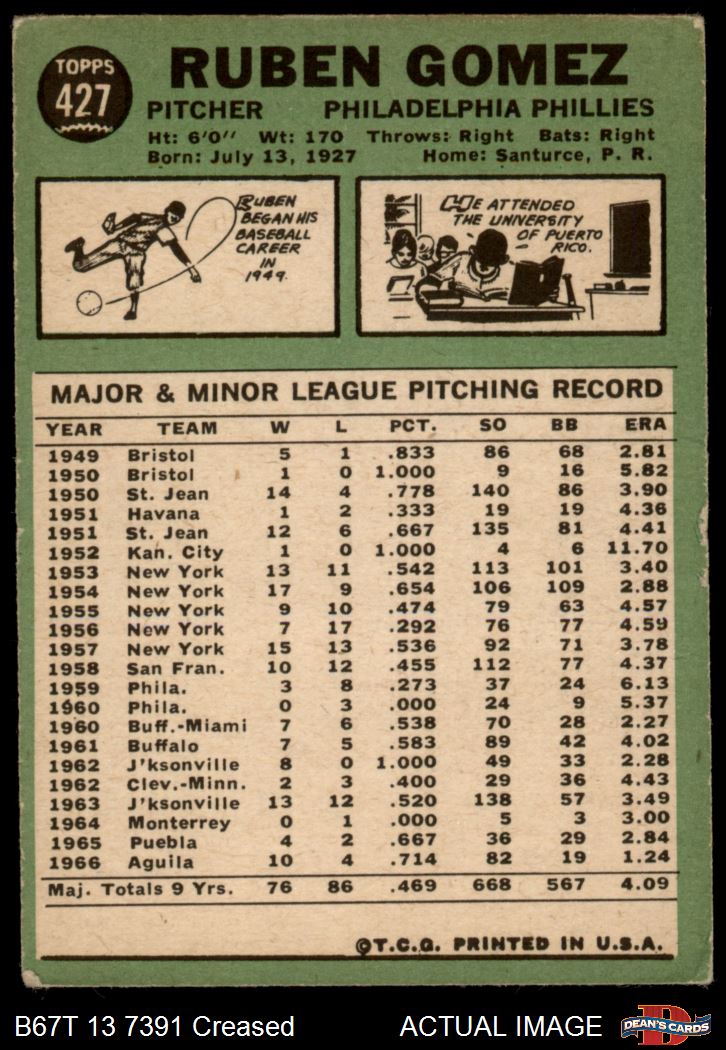 TOPPS
427
RUBEN GOMEZ
PITCHER PHILADELPHIA PHILLIES
Ht: 6'0" Wt: 170 Throws: Right Bats: Right
Born: July 13, 1927 Home: Santurce, P. R.
RUBEN
BEGAN HIS
BASEBALL
CAREER
IN
1949.
HE ATTENDED
THE UNIVERSITY
OF PUERTO
RICO.
MAJOR & MINOR LEAGUE PITCHING RECORD
YEAR TEAM W L PCT. SO BB ERA
1949 Bristol 5 1 .833 86 68 2.81
1950 Bristol 1 0 1.000 9 16 5.82
1950 St. Jean 14 4 .778 140 86 3.90
1951 Havana 1 2 .333 19 19 4.36
1951 St. Jean 12 6 .667 135 81 4.41
1952 Kan. City 1 0 1.000 4 6 11.70
1953 New York 13 11 .542 113 101 3.40
1954 New York 17 9 .654 106 109 2.88
1955 New York 9 10 .474 79 63 4.57
1956 New York 7 17 .292 76 77 4.59
1957 New York 15 13 .536 92 71 3.78
1958 San Fran. 10 12 .455 112 77 4.37
1959 Phila. 3 8 .273 37 24 6.13
1960 Phila. 0 3 .000 24 9 5.37
1960 Buff.-Miami 7 6 .538 70 28 2.27
1961 Buffalo 7 5 .583 89 42 4.02
1962 J'ksonville 8 0 1.000 49 33 2.28
1962 Clev.-Minn. 2 3 .400 29 36 4.43
1963 J'ksonville 13 12 .520 138 57 3.49
1964 Monterrey 0 1 .000 5 3 3.00
1965 Puebla 4 2 .667 36 29 2.84
1966 Aguila 10 4 .714 82 19 1.24
Maj. Totals 9 Yrs. 76 86 .469 668 567 4.09
©T.C.G. PRINTED IN U.S.A.
B67T 13 7391 Creased ACTUAL IMAGE
D
DEAN'S CARDS